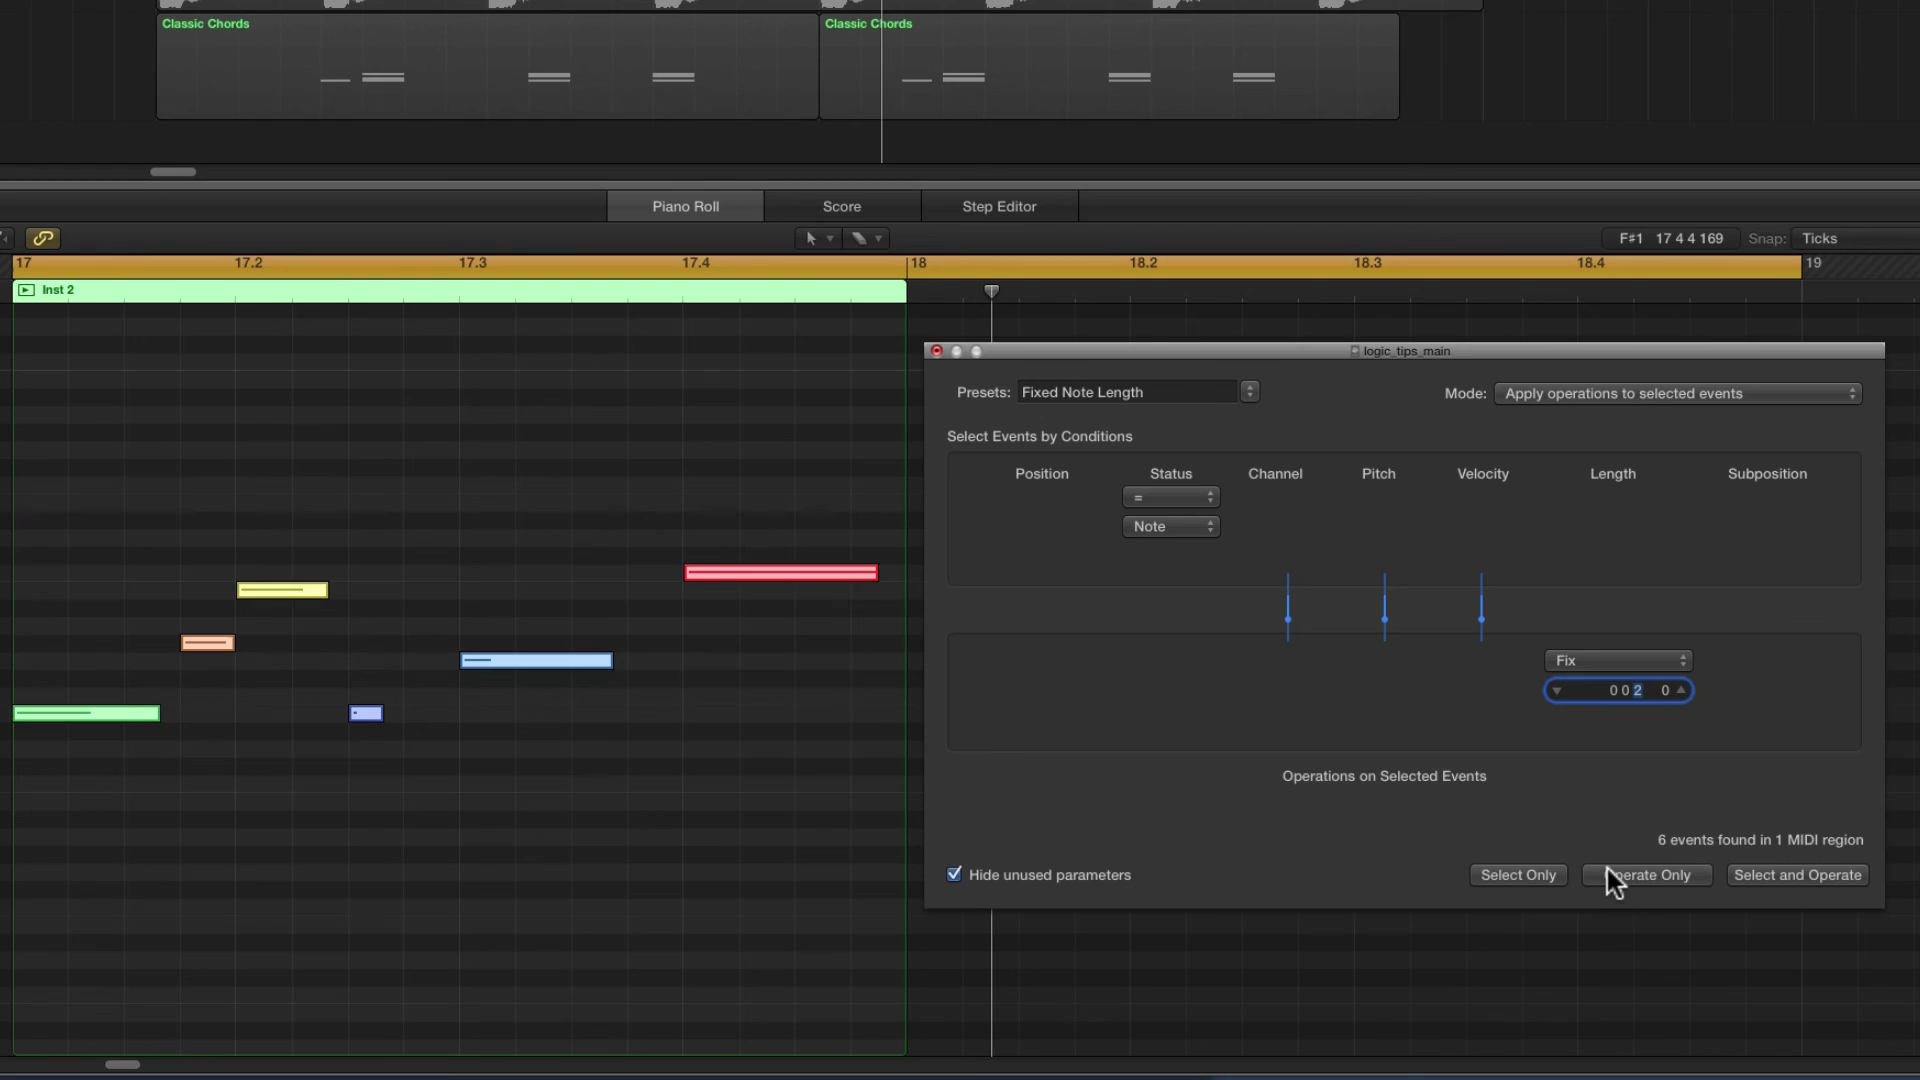 Classic Chords Classic Chords
Piano Roll Score Step Editor
F#1 17 4 4 169 Snap: Ticks
17 17.2 17.3 17.4 18 18.2 18.3 18.4 19
Inst 2
logic_tips_main
Presets: Fixed Note Length Mode: Apply operations to selected events
Select Events by Conditions
Position Status Channel Pitch Velocity Length Subposition
=
Note
Fix
0 0 2 0
Operations on Selected Events
6 events found in 1 MIDI region
Hide unused parameters Select Only perate Only Select and Operate